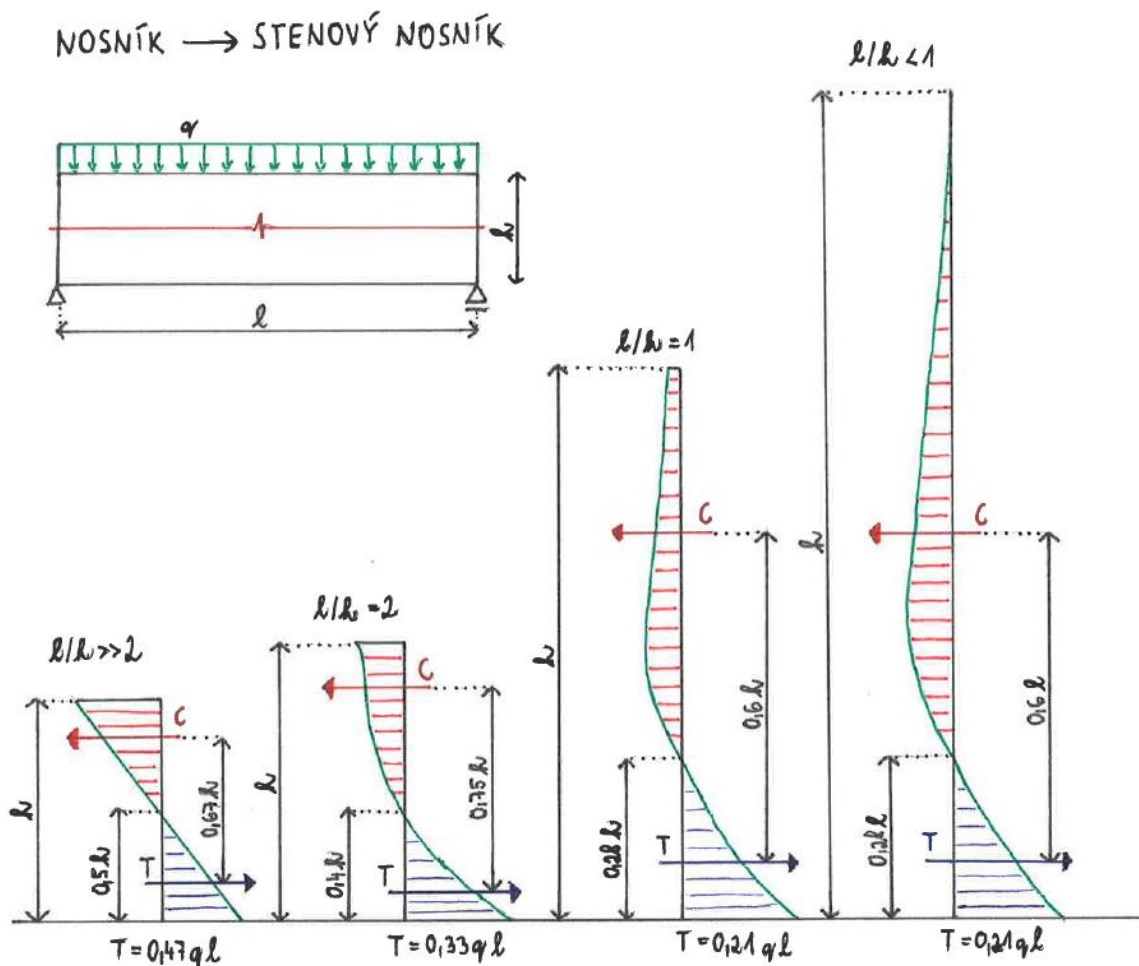 NOSNÍK → STENOVÝ NOSNÍK
q
h
l
l/h >> 2
h
C
0,67h
0,5h
T
T = 0,47ql
l/h = 2
h
C
0,75h
0,4h
T
T = 0,33ql
l/h = 1
h
C
0,6h
0,28h
T
T = 0,21ql
l/h < 1
h
C
0,6l
0,28l
T
T = 0,21ql